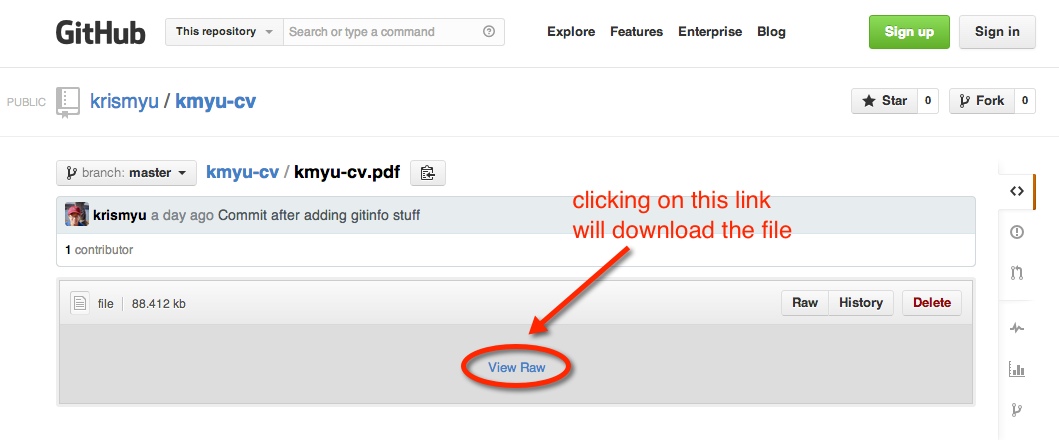 GitHub This repository Search or type a command Explore Features Enterprise Blog Sign up Sign in
PUBLIC krismyu / kmyu-cv Star 0 Fork 0
branch: master kmyu-cv / kmyu-cv.pdf
krismyu a day ago Commit after adding gitinfo stuff
1 contributor
clicking on this link
will download the file
file 88.412 kb Raw History Delete
View Raw